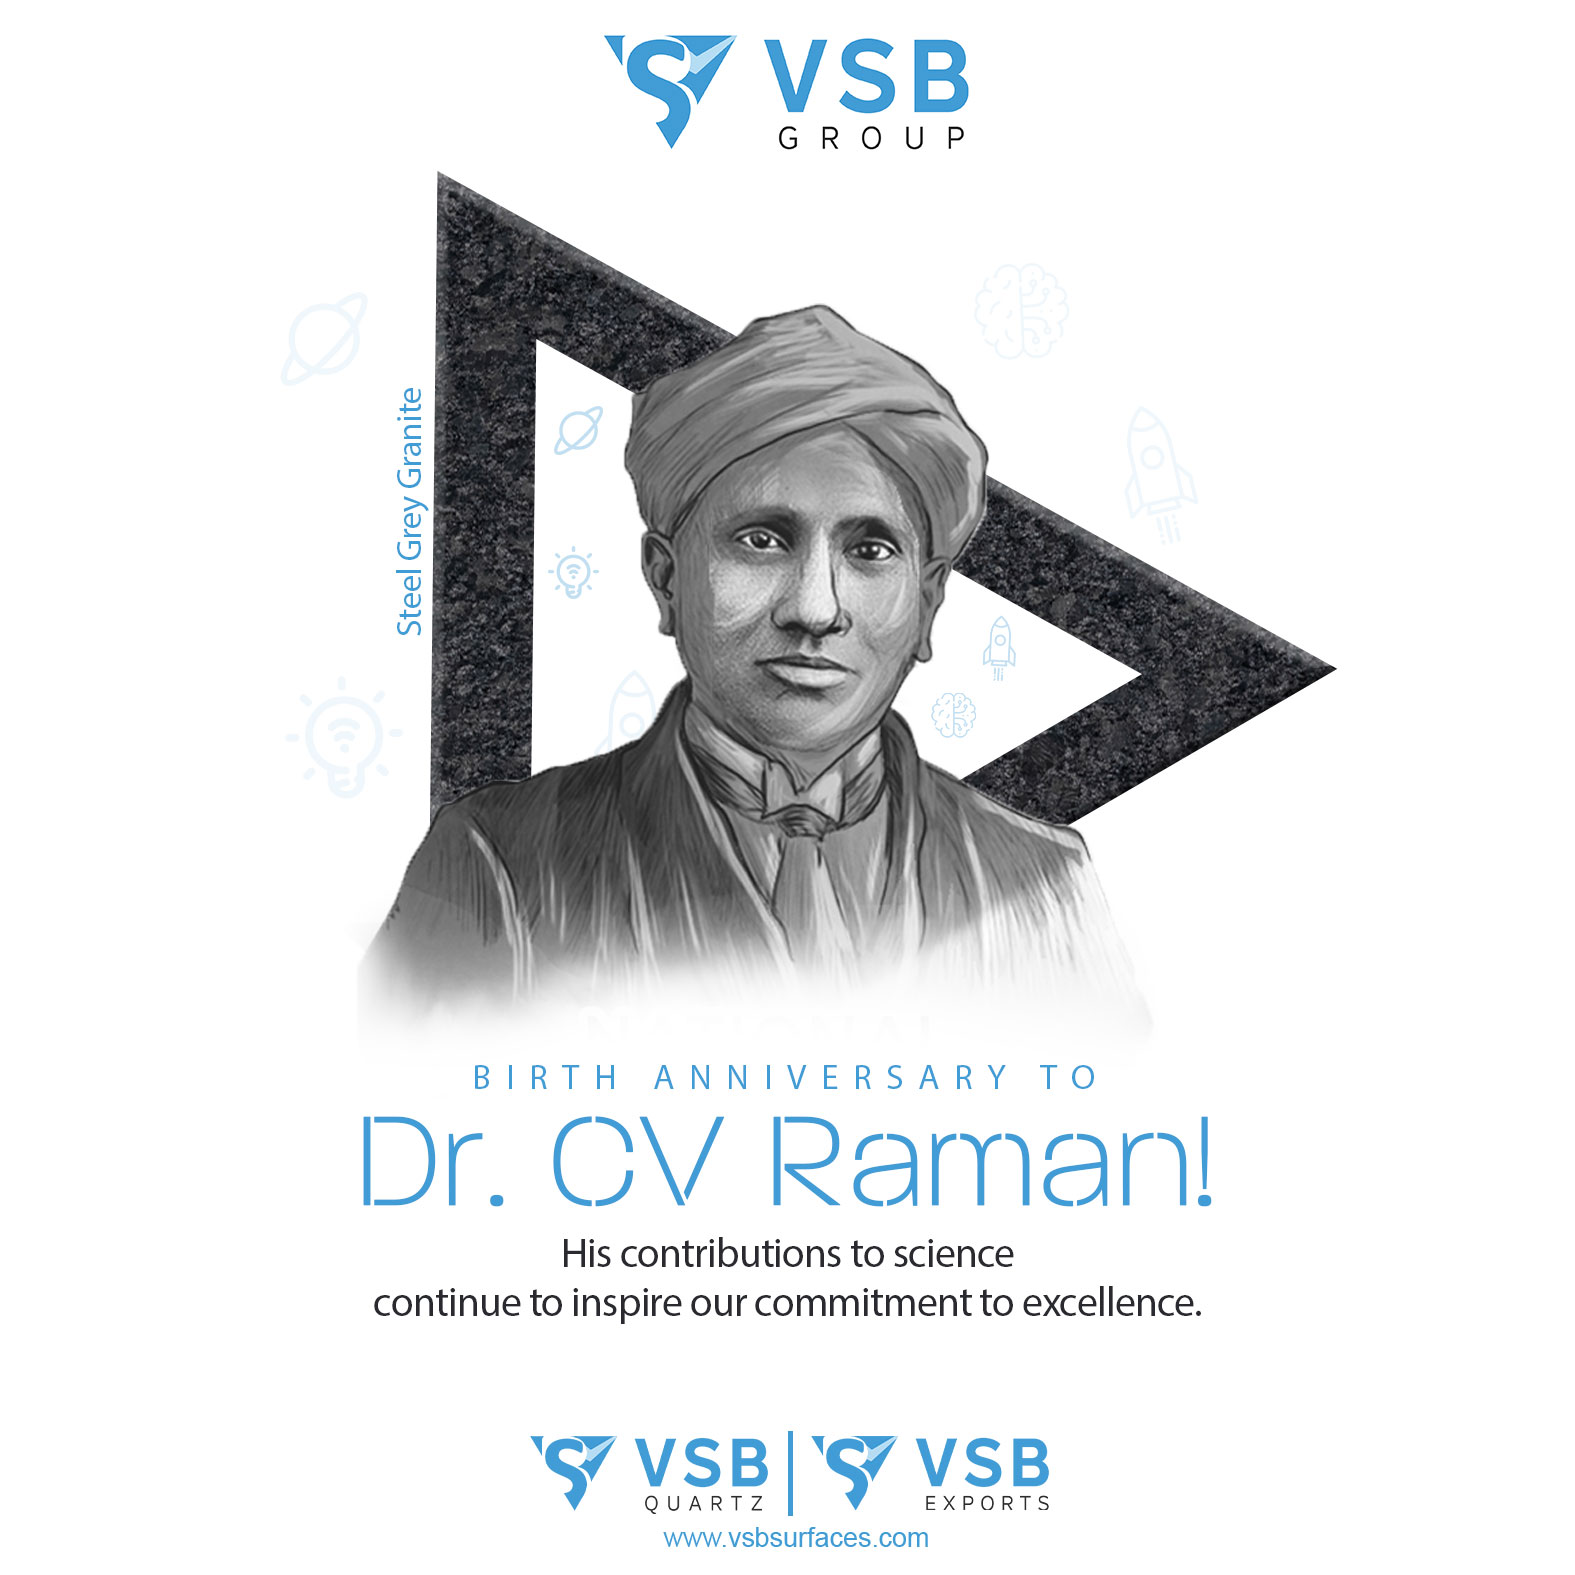 VSB
GROUP
Steel Grey Granite
NATIONAL
BIRTH ANNIVERSARY TO
Dr. CV Raman!
His contributions to science
continue to inspire our commitment to excellence.
VSB
QUARTZ
VSB
EXPORTS
www.vsbsurfaces.com